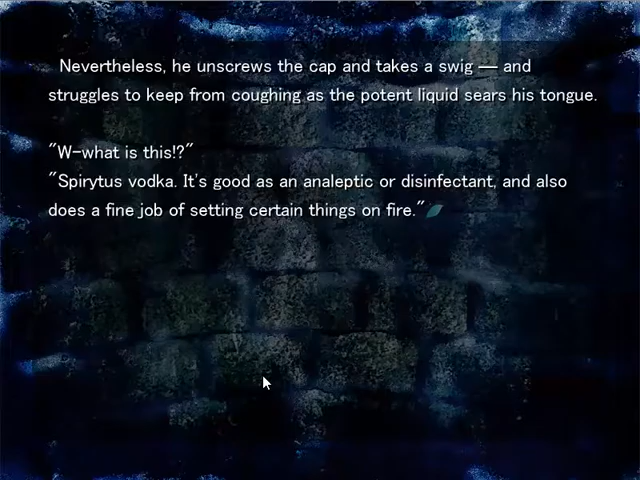 Nevertheless, he unscrews the cap and takes a swig — and
struggles to keep from coughing as the potent liquid sears his tongue.
"W-what is this!?"
"Spirytus vodka. It's good as an analeptic or disinfectant, and also
does a fine job of setting certain things on fire."